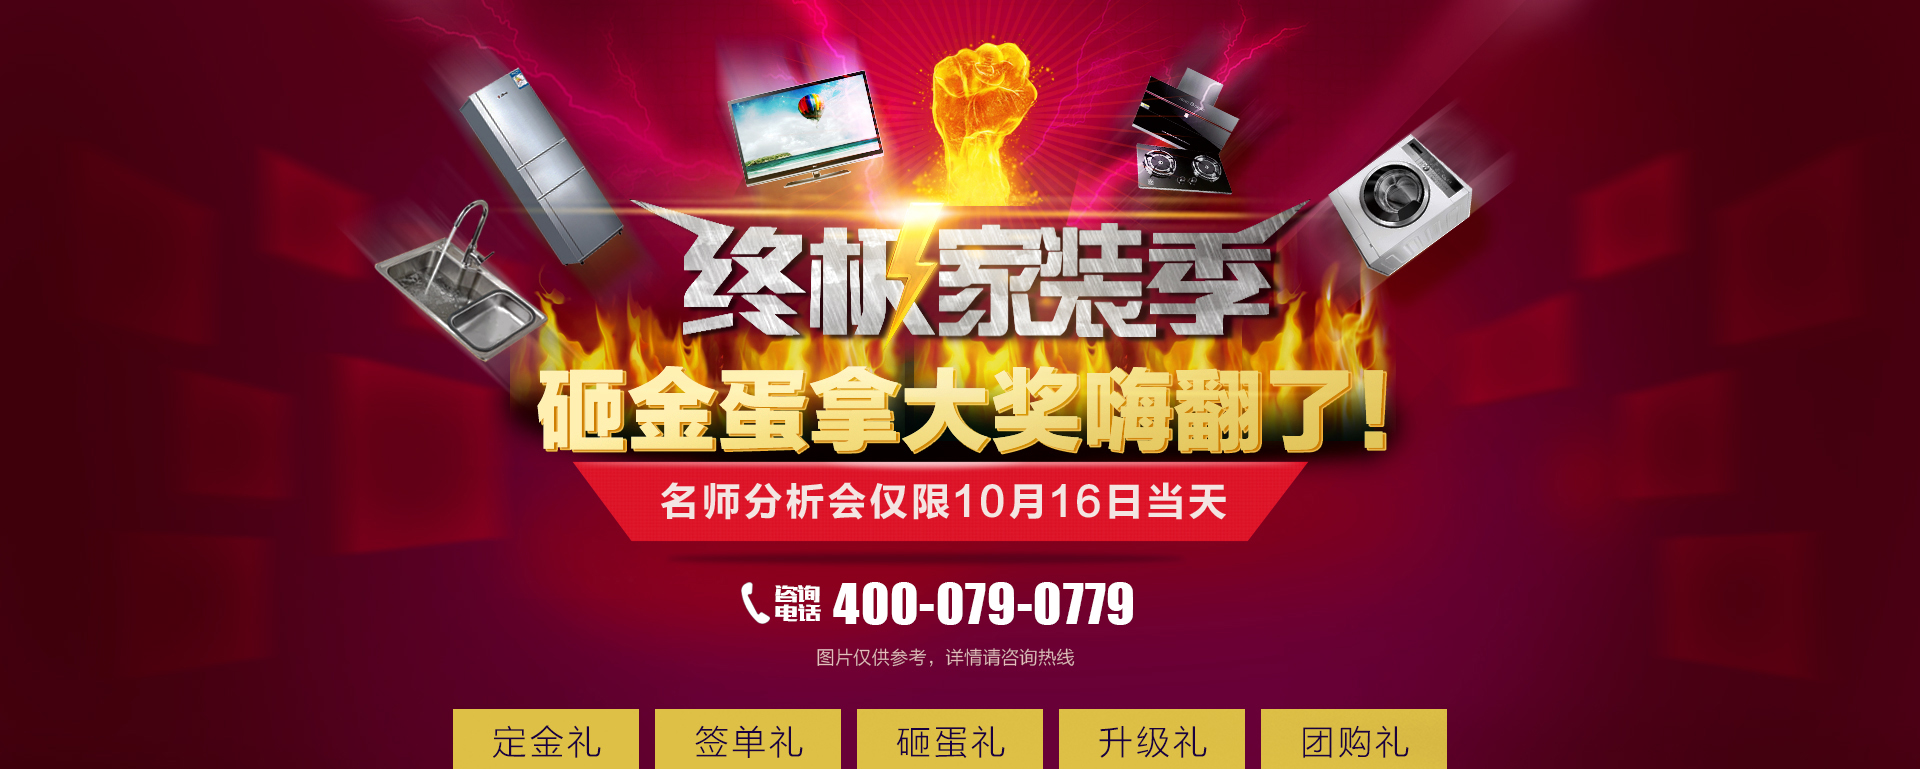 终极家装季
砸金蛋拿大奖嗨翻了!
名师分析会仅限10月16日当天
咨询电话 400-079-0779
图片仅供参考，详情请咨询热线
定金礼 签单礼 砸蛋礼 升级礼 团购礼